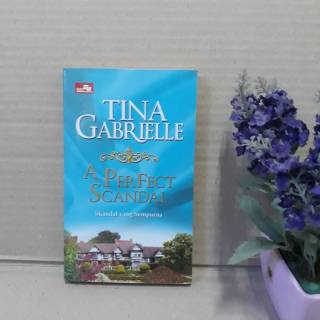 TINA
GABRIELLE
A PERFECT
SCANDAL
Skandal yang Sempurna